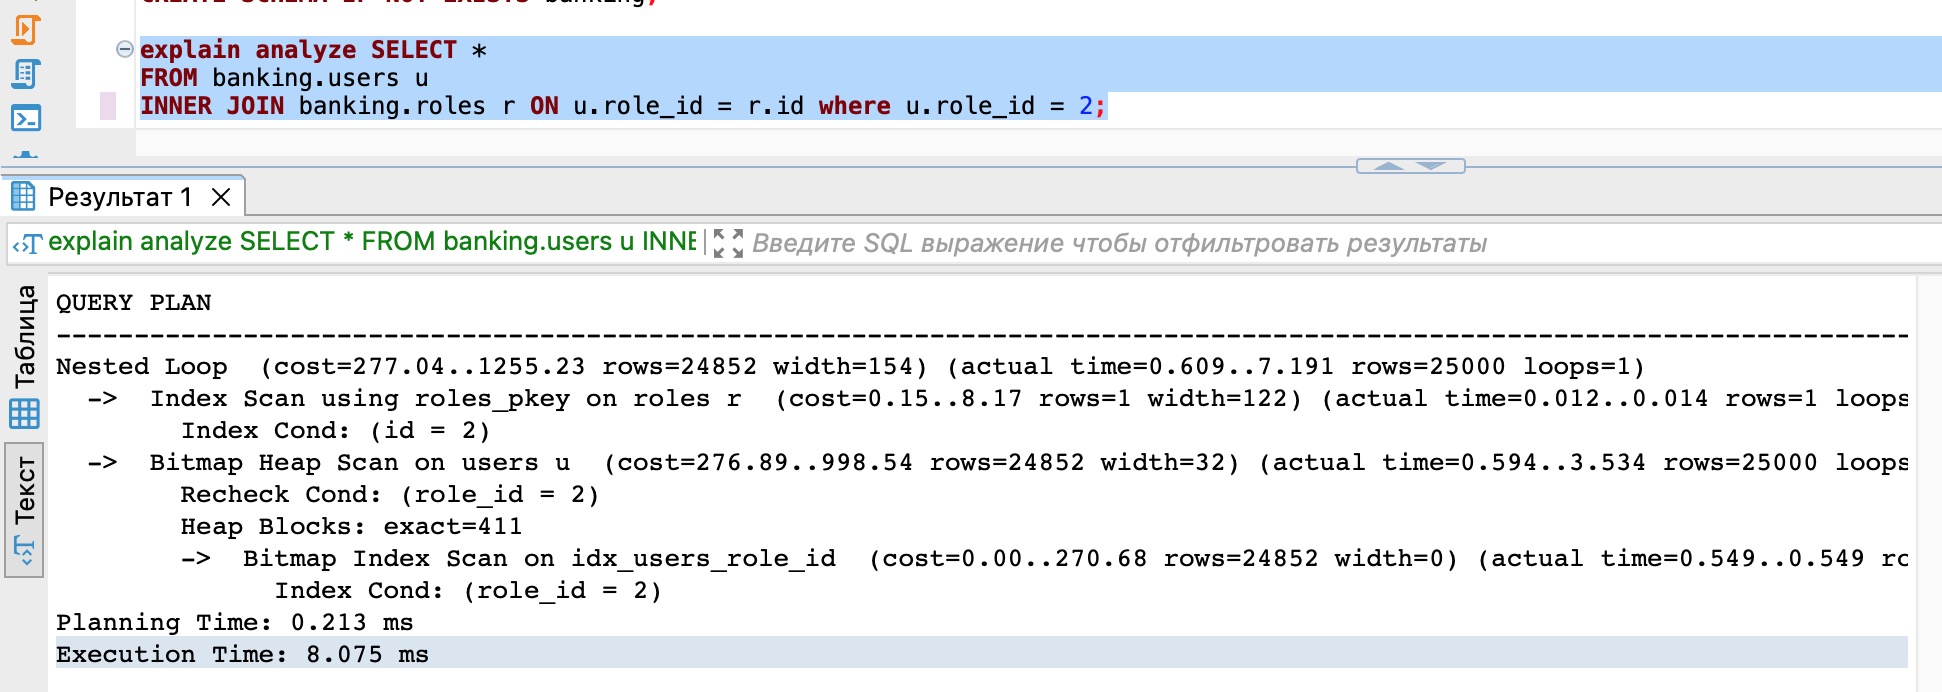 CREATE SCHEMA IF NOT EXISTS banking;
explain analyze SELECT *
FROM banking.users u
INNER JOIN banking.roles r ON u.role_id = r.id where u.role_id = 2;
Результат 1
explain analyze SELECT * FROM banking.users u INNE
Введите SQL выражение чтобы отфильтровать результаты
Таблица
Текст
QUERY PLAN
-----------------------------------------------------------------------------------------------------------------------
Nested Loop  (cost=277.04..1255.23 rows=24852 width=154) (actual time=0.609..7.191 rows=25000 loops=1)
  ->  Index Scan using roles_pkey on roles r  (cost=0.15..8.17 rows=1 width=122) (actual time=0.012..0.014 rows=1 loops
        Index Cond: (id = 2)
  ->  Bitmap Heap Scan on users u  (cost=276.89..998.54 rows=24852 width=32) (actual time=0.594..3.534 rows=25000 loops
        Recheck Cond: (role_id = 2)
        Heap Blocks: exact=411
        ->  Bitmap Index Scan on idx_users_role_id  (cost=0.00..270.68 rows=24852 width=0) (actual time=0.549..0.549 ro
              Index Cond: (role_id = 2)
Planning Time: 0.213 ms
Execution Time: 8.075 ms